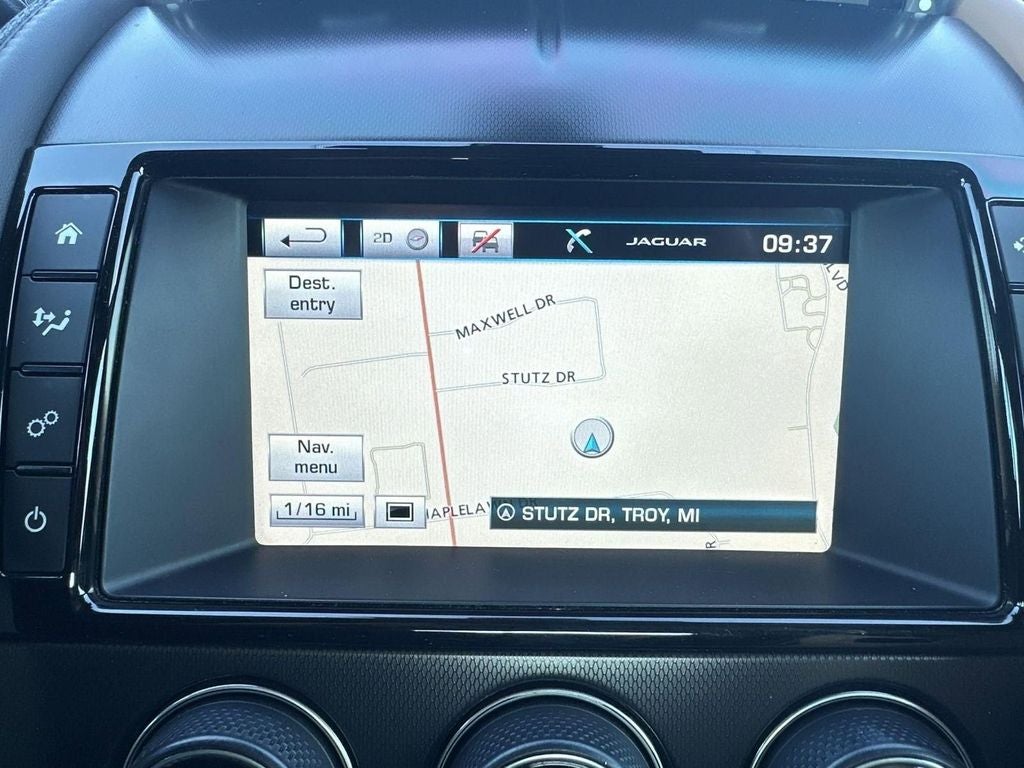 2D
JAGUAR
09:37
LVD
Dest.
entry
MAXWELL DR
STUTZ DR
Nav.
menu
1/16 mi
STUTZ DR, TROY, MI
R